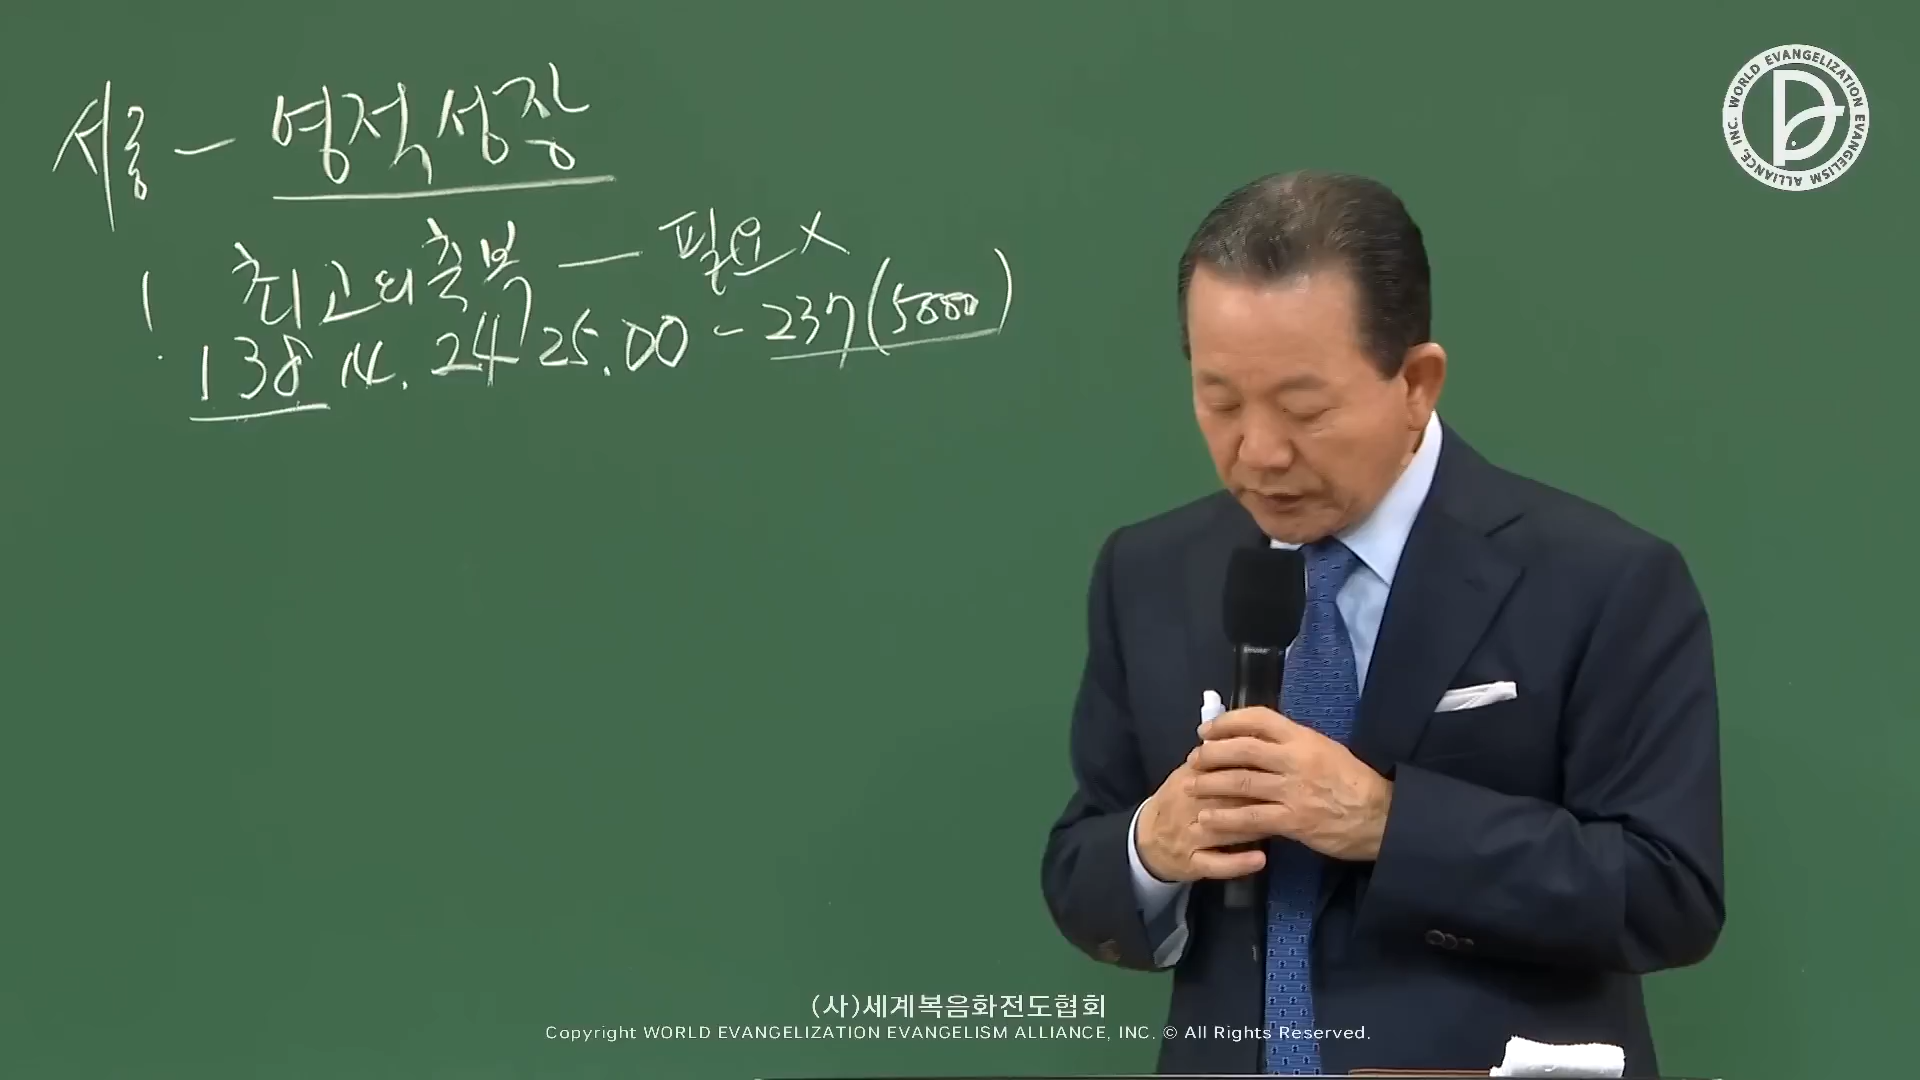 서론 - 영적성장
1 최고의 축복 - 필요 x
138 14. 24 25.00 - 237 (5000)
WORLD EVANGELIZATION EVANGELISM ALLIANCE, INC.
(사)세계복음화전도협회
Copyright WORLD EVANGELIZATION EVANGELISM ALLIANCE, INC. © All Rights Reserved.